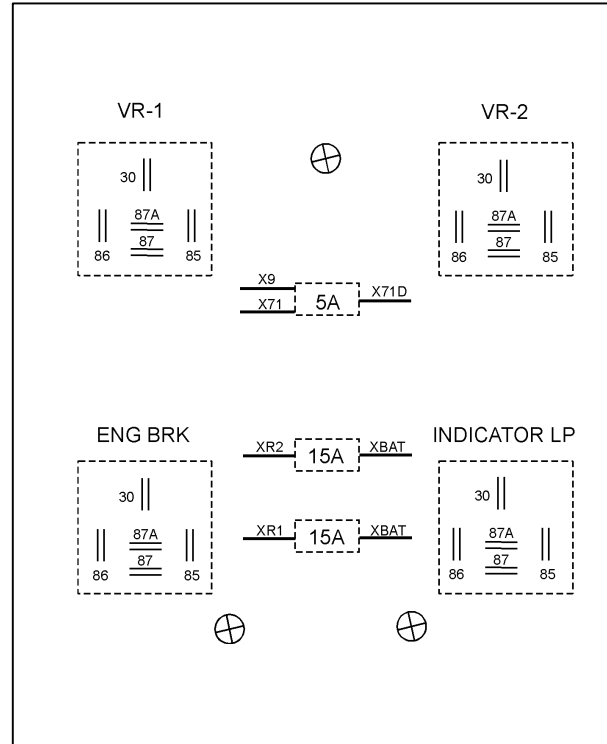 VR-1
VR-2
30
87A
87
86
85
30
87A
87
86
85
X9
X71
5A
X71D
ENG BRK
INDICATOR LP
XR2
15A
XBAT
30
87A
87
86
85
XR1
15A
XBAT
30
87A
87
86
85